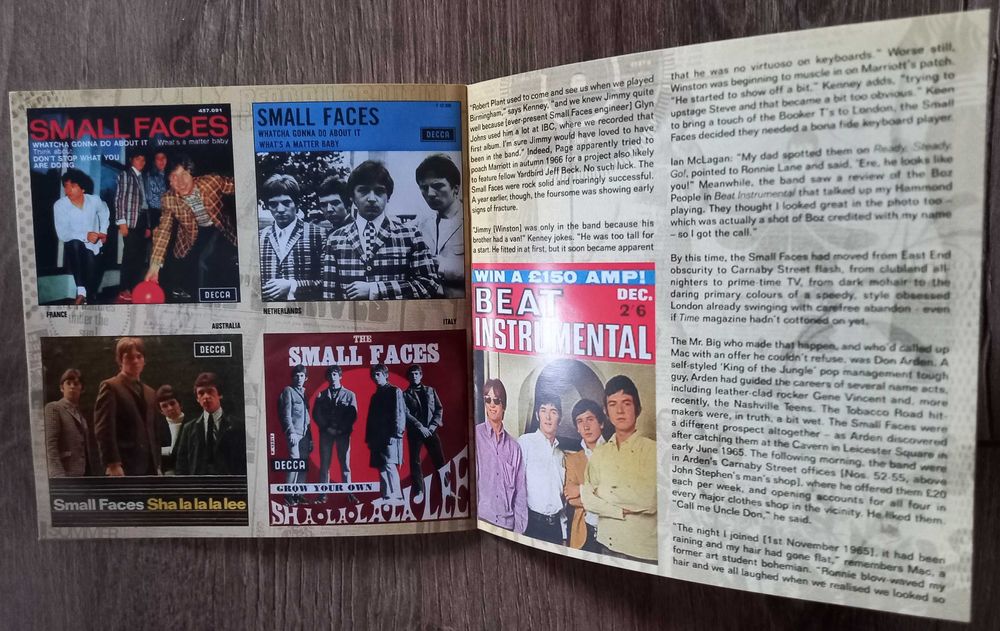 457.091
SMALL FACES
WHATCHA GONNA DO ABOUT IT What's a matter baby
Think about
DON'T STOP WHAT YOU
ARE DOING
DECCA
FRANCE
SMALL FACES
WHATCHA GONNA DO ABOUT IT
WHAT'S A MATTER BABY
DECCA
NETHERLANDS
AUSTRALIA
DECCA
Small Faces Sha la la la lee
ITALY
THE
SMALL FACES
DECCA
GROW YOUR OWN
SHA·LA·LA·LA·LEE
"Robert Plant used to come and see us when we played
Birmingham," says Kenney, "and we knew Jimmy quite
well because [ever-present Small Faces engineer] Glyn
Johns used him a lot at IBC, where we recorded that
first album. I'm sure Jimmy would have loved to have
been in the band." Indeed, Page apparently tried to
poach Marriott in autumn 1966 for a project also likely
to feature fellow Yardbird Jeff Beck. No such luck. The
Small Faces were rock solid and roaringly successful.
A year earlier, though, the foursome was showing early
signs of fracture.
"Jimmy [Winston] was only in the band because his
brother had a van!" Kenney jokes. "He was too tall for
a start. He fitted in at first, but it soon became apparent
WIN A £150 AMP!
BEAT
DEC.
2'6
INSTRUMENTAL
that he was no virtuoso on keyboards." Worse still,
Winston was beginning to muscle in on Marriott's patch.
"He started to show off a bit," Kenney adds, "trying to
upstage Steve and that became a bit too obvious." Keen
to bring a touch of the Booker T's to London, the Small
Faces decided they needed a bona fide keyboard player.
Ian McLagan: "My dad spotted them on Ready, Steady,
Go!, pointed to Ronnie Lane and said, 'Ere, he looks like
you!" Meanwhile, the band saw a review of the Boz
People in Beat Instrumental that talked up my Hammond
playing. They thought I looked great in the photo too –
which was actually a shot of Boz credited with my name
– so I got the call."
By this time, the Small Faces had moved from East End
obscurity to Carnaby Street flash, from clubland all-
nighters to prime-time TV, from dark mohair to the
daring primary colours of a speedy, style obsessed
London already swinging with carefree abandon – even
if Time magazine hadn't cottoned on yet.
The Mr. Big who made that happen, and who'd called up
Mac with an offer he couldn't refuse, was Don Arden. A
self-styled 'King of the Jungle' pop management tough
guy, Arden had guided the careers of several name acts,
including leather-clad rocker Gene Vincent and, more
recently, the Nashville Teens. The Tobacco Road hit-
makers were, in truth, a bit wet. The Small Faces were
a different prospect altogether – as Arden discovered
after catching them at the Cavern in Leicester Square in
early June 1965. The following morning, the band were
in Arden's Carnaby Street offices [Nos. 52-55, above
John Stephen's man's shop], where he offered them £20
each per week, and opening accounts for all four in
every major clothes shop in the vicinity. He liked them.
"Call me Uncle Don," he said.
"The night I joined [1st November 1965], it had been
raining and my hair had gone flat," remembers Mac, a
former art student bohemian. "Ronnie blow-waved my
hair and we all laughed when we realised we looked so